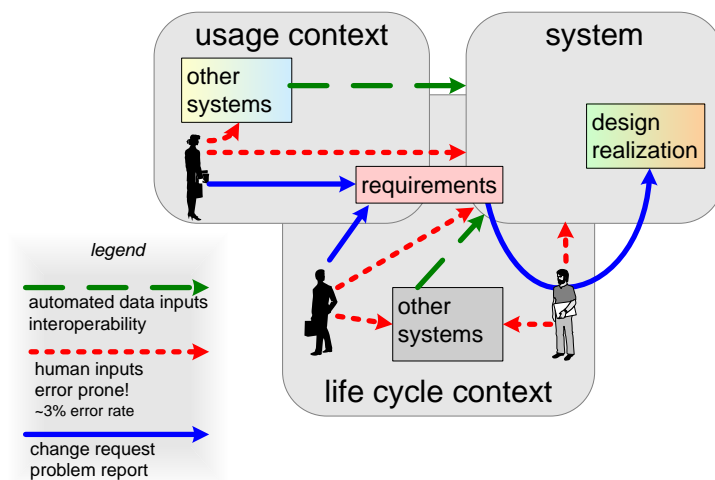 usage context
system
other
systems
design
realization
requirements
legend
automated data inputs
interoperability
human inputs
error prone!
~3% error rate
change request
problem report
other
systems
life cycle context